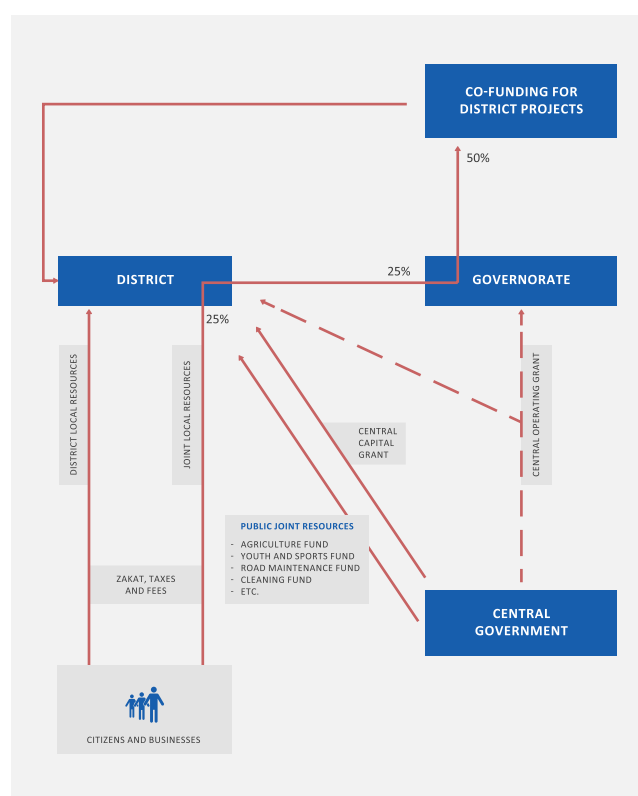 CO-FUNDING FOR
DISTRICT PROJECTS
50%
DISTRICT
25%
GOVERNORATE
25%
DISTRICT LOCAL RESOURCES
JOINT LOCAL RESOURCES
CENTRAL
CAPITAL
GRANT
CENTRAL OPERATING GRANT
PUBLIC JOINT RESOURCES
- AGRICULTURE FUND
- YOUTH AND SPORTS FUND
- ROAD MAINTENANCE FUND
- CLEANING FUND
- ETC.
ZAKAT, TAXES
AND FEES
CENTRAL
GOVERNMENT
CITIZENS AND BUSINESSES